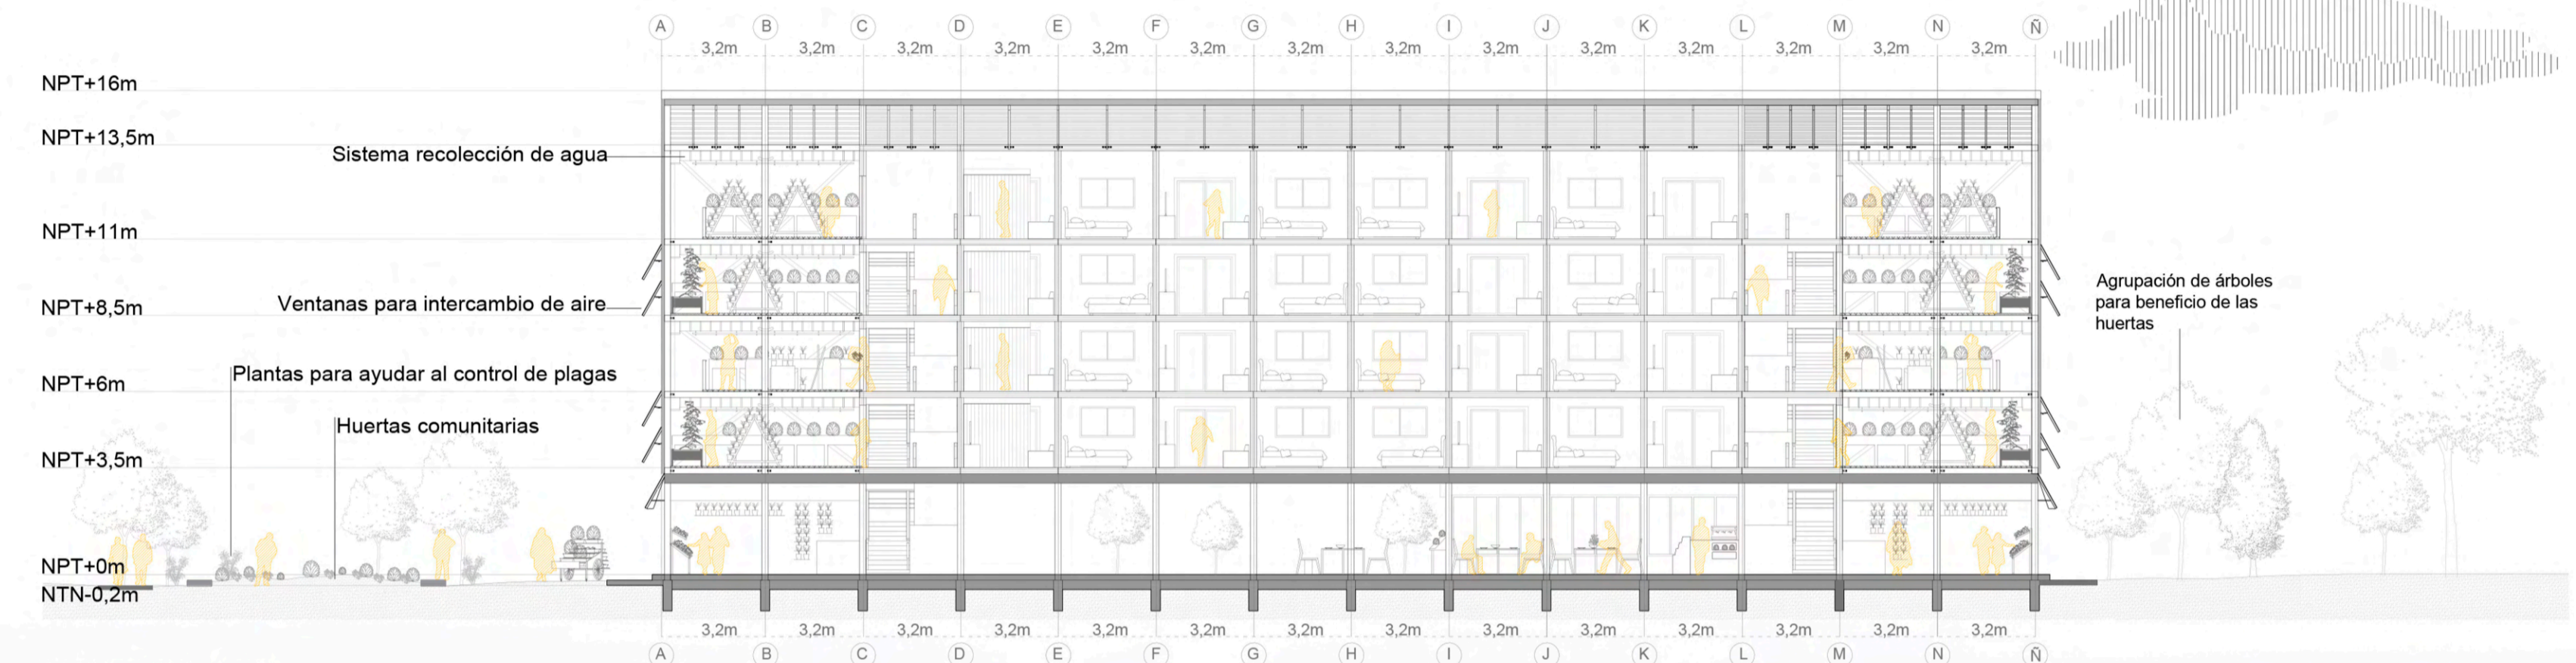 A B C D E F G H I J K L M N Ñ
3,2m 3,2m 3,2m 3,2m 3,2m 3,2m 3,2m 3,2m 3,2m 3,2m 3,2m 3,2m 3,2m 3,2m
NPT+16m
NPT+13,5m
Sistema recolección de agua
NPT+11m
Ventanas para intercambio de aire
NPT+8,5m
Agrupación de árboles
para beneficio de las
huertas
Plantas para ayudar al control de plagas
NPT+6m
Huertas comunitarias
NPT+3,5m
NPT+0m
NTN-0,2m
3,2m 3,2m 3,2m 3,2m 3,2m 3,2m 3,2m 3,2m 3,2m 3,2m 3,2m 3,2m 3,2m 3,2m
A B C D E F G H I J K L M N Ñ